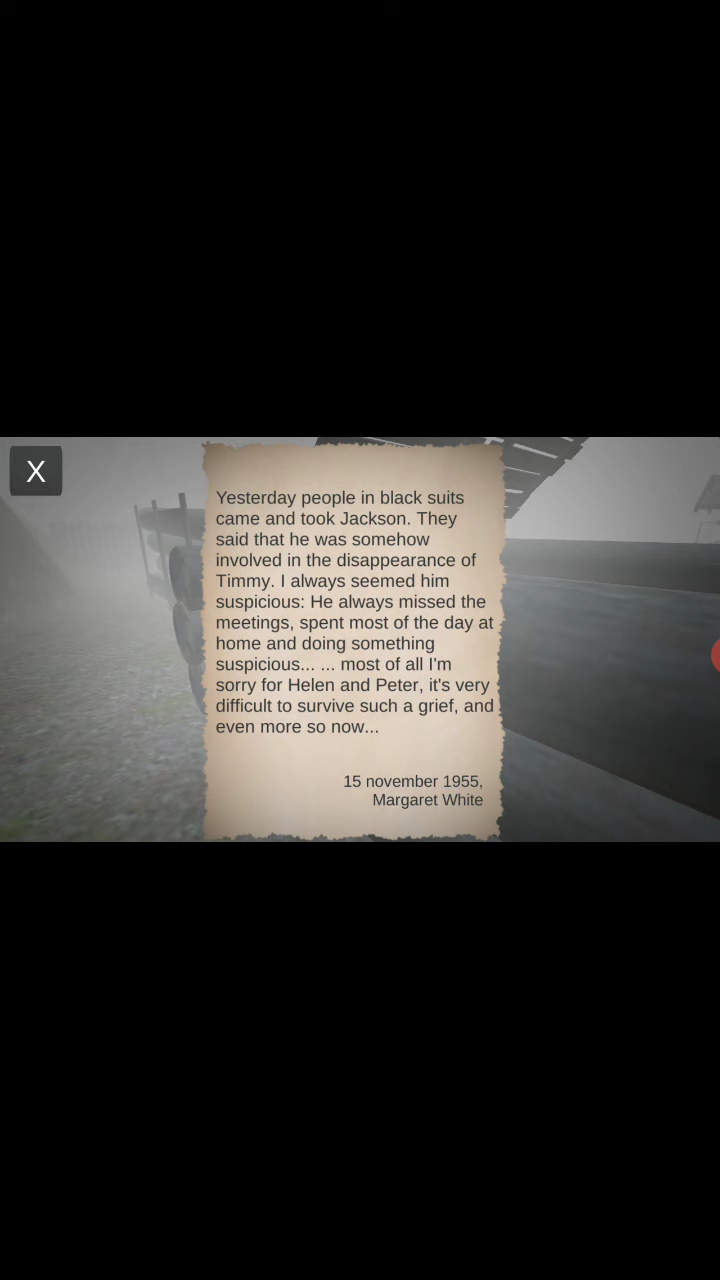 X
Yesterday people in black suits
came and took Jackson. They
said that he was somehow
involved in the disappearance of
Timmy. I always seemed him
suspicious: He always missed the
meetings, spent most of the day at
home and doing something
suspicious... ... most of all I'm
sorry for Helen and Peter, it's very
difficult to survive such a grief, and
even more so now...
15 november 1955,
Margaret White